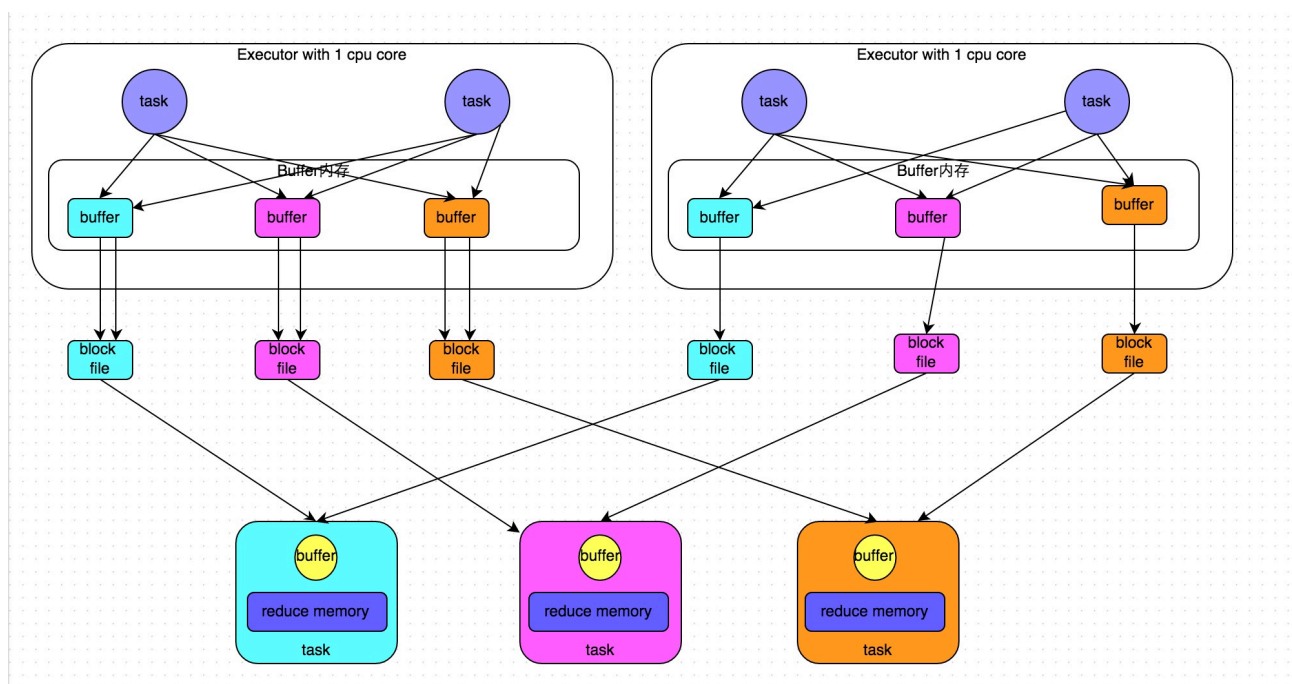 Executor with 1 cpu core
Executor with 1 cpu core
task
task
task
task
Buffer内存
Buffer内存
buffer
buffer
buffer
buffer
buffer
buffer
block
file
block
file
block
file
block
file
block
file
block
file
buffer
buffer
buffer
reduce memory
reduce memory
reduce memory
task
task
task